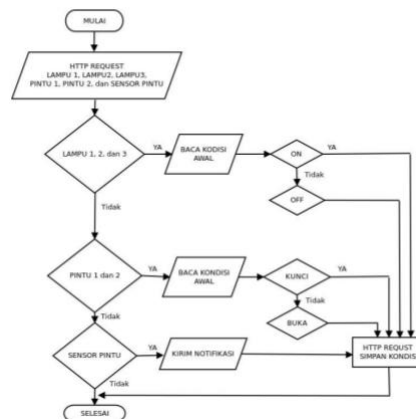 MULAI
HTTP REQUEST
LAMPU 1, LAMPU2, LAMPU3,
PINTU 1, PINTU 2, dan SENSOR PINTU
LAMPU 1, 2, dan 3
YA
BACA KODISI
AWAL
ON
YA
Tidak
OFF
Tidak
PINTU 1 dan 2
YA
BACA KONDISI
AWAL
KUNCI
YA
Tidak
BUKA
Tidak
SENSOR PINTU
YA
KIRIM NOTIFIKASI
HTTP REQUST
SIMPAN KONDIS
Tidak
SELESAI